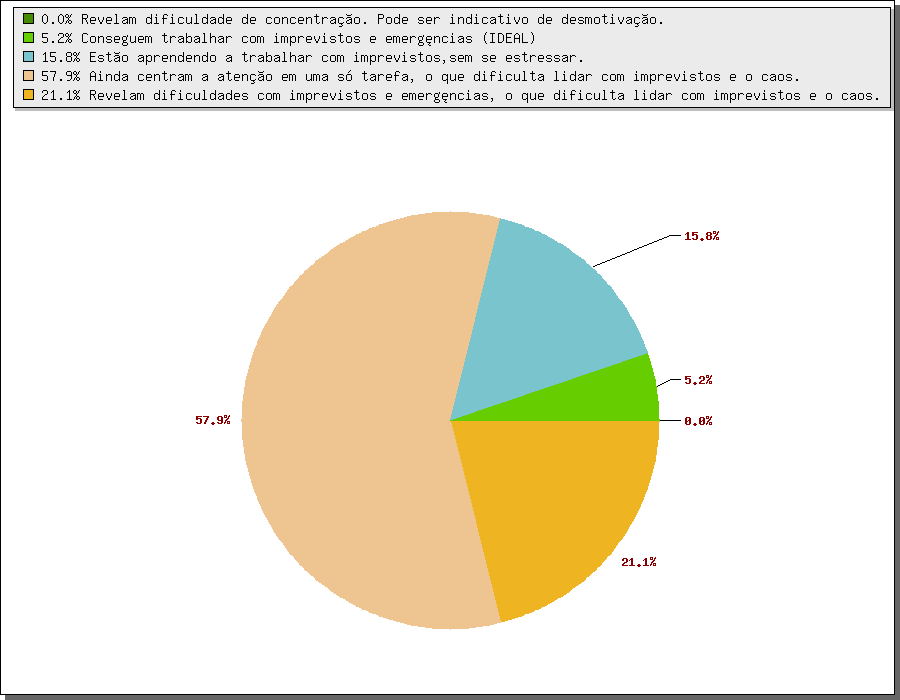 0.0% Revelam dificuldade de concentração. Pode ser indicativo de desmotivação.
5.2% Conseguem trabalhar com imprevistos e emergęncias (IDEAL)
15.8% Estão aprendendo a trabalhar com imprevistos,sem se estressar.
57.9% Ainda centram a atenção em uma só tarefa, o que dificulta lidar com imprevistos e o caos.
21.1% Revelam dificuldades com imprevistos e emergęncias, o que dificulta lidar com imprevistos e o caos.
15.8%
5.2%
57.9%
0.0%
21.1%